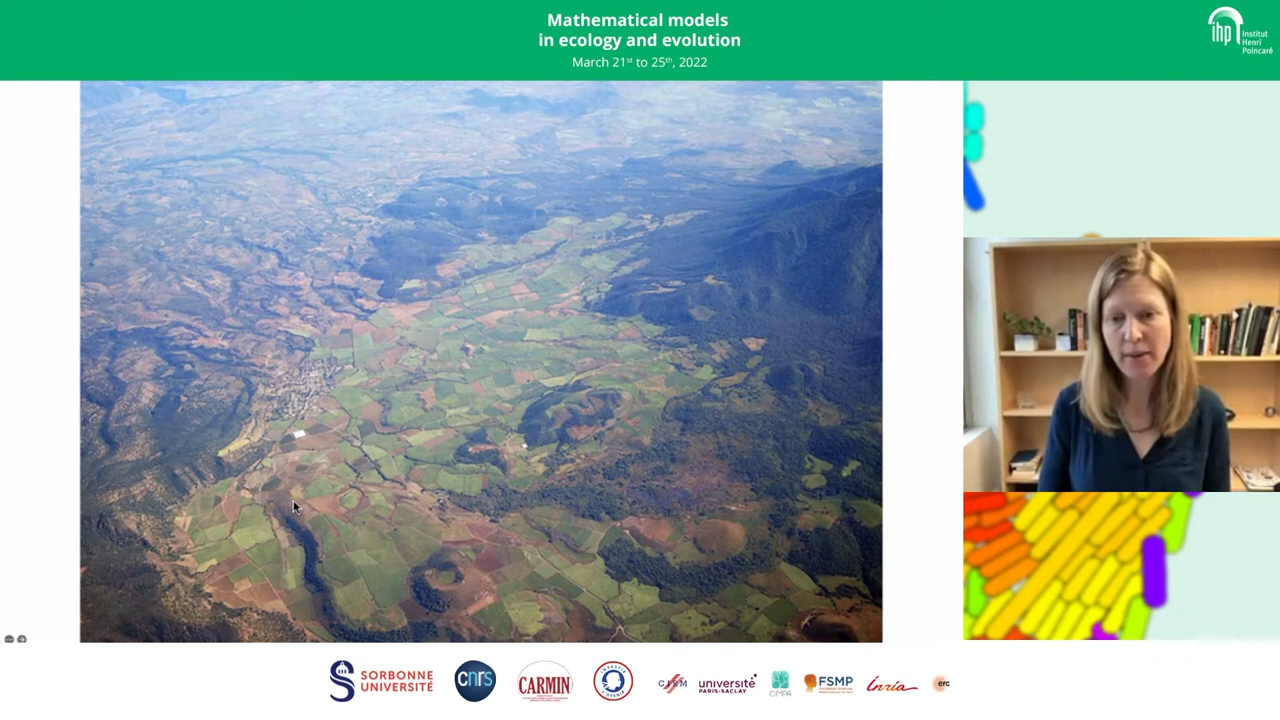 Mathematical models
in ecology and evolution
March 21st to 25th, 2022
ihp Institut
Henri
Poincaré
SORBONNE
UNIVERSITÉ
cnrs
CARMIN
CIRM
université
PARIS-SACLAY
CIMPA
FSMP
Inria
erc